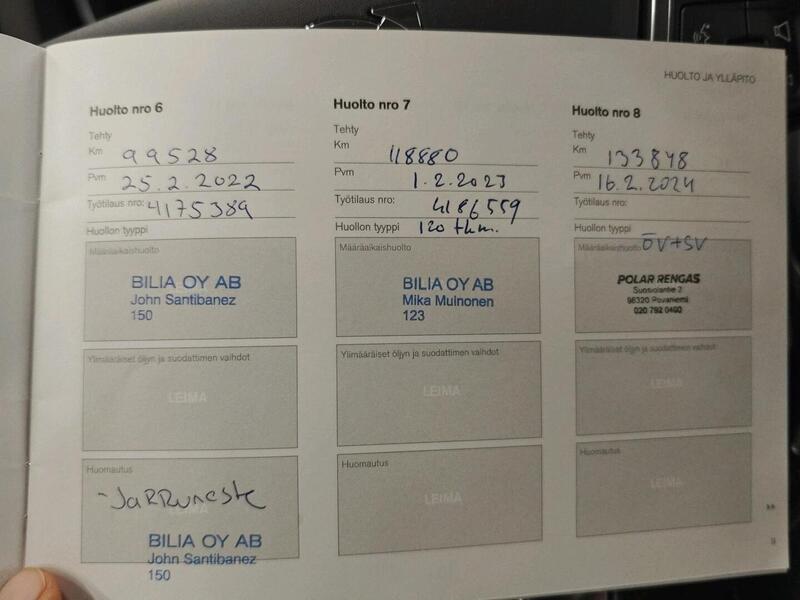 HUOLTO JA YLLÄPITO
Huolto nro 6
Tehty
Km 99528
Pvm 25.2.2022
Työtilaus nro: 4175389
Huollon tyyppi
Määräaikaishuolto
BILIA OY AB
John Santibanez
150
Ylimääräiset öljyn ja suodattimen vaihdot
LEIMA
Huomautus
-JaRRuneste
LEIMA
BILIA OY AB
John Santibanez
150
Huolto nro 7
Tehty
Km 118880
Pvm 1.2.2023
Työtilaus nro: 4186559
Huollon tyyppi 120 tkm.
Määräaikaishuolto
BILIA OY AB
Mika Muinonen
123
Ylimääräiset öljyn ja suodattimen vaihdot
LEIMA
Huomautus
LEIMA
Huolto nro 8
Tehty
Km 133848
Pvm 16.2.2024
Työtilaus nro:
Huollon tyyppi
Määräaikaishuolto ÖV+SV
POLAR RENGAS
Suosiolantie 2
96320 Rovaniemi
020 792 0400
Ylimääräiset öljyn ja suodattimen vaihdot
LEIMA
Huomautus
LEIMA
>>
9